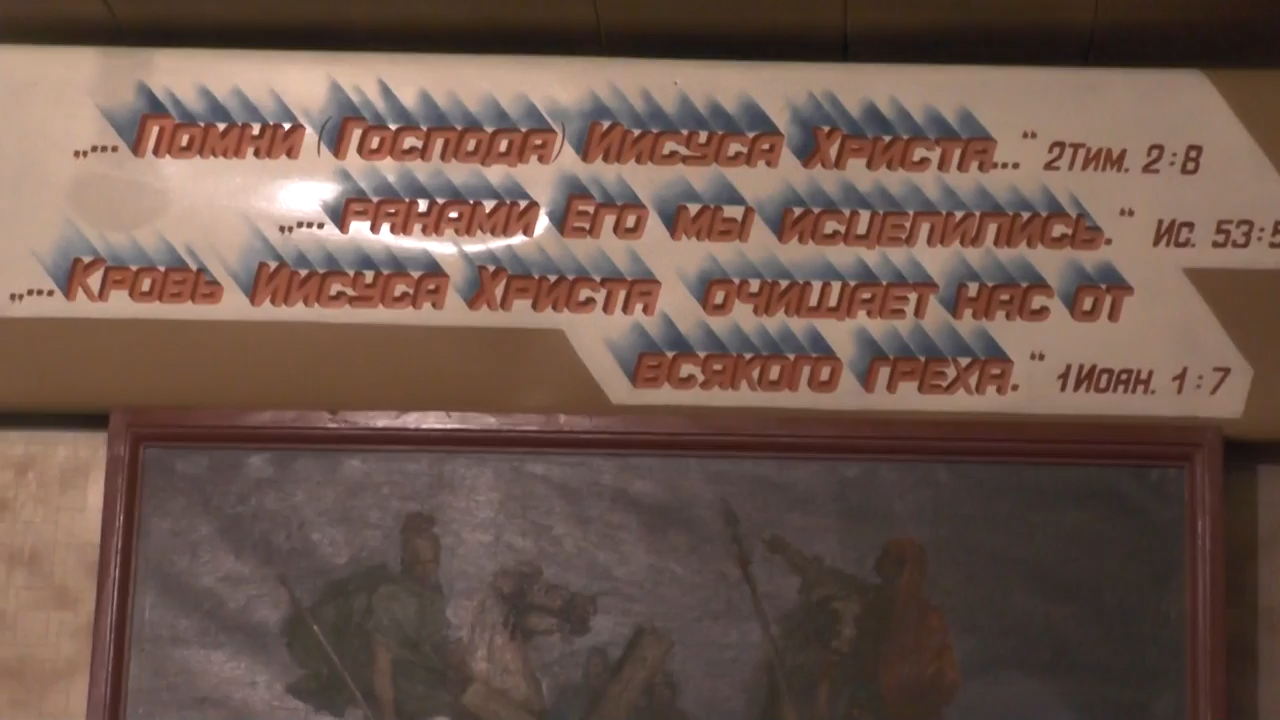 „... Помни (Господа) Иисуса Христа...“ 2Тим. 2:8
„... ранами Его мы исцелились.“ Ис. 53:5
„... Кровь Иисуса Христа очищает нас от
всякого греха.“ 1Иоан. 1:7